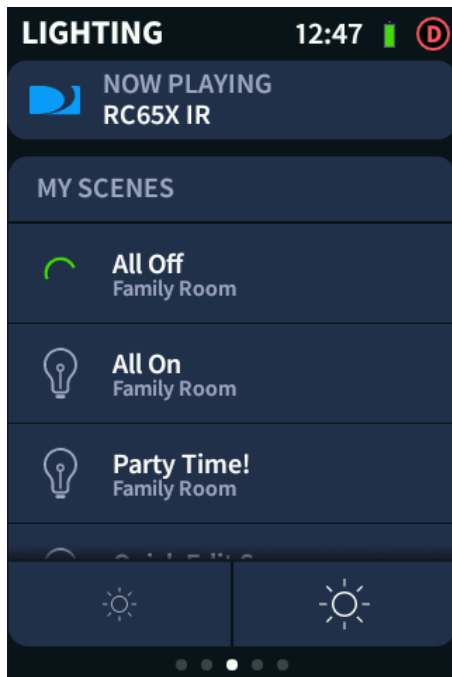 LIGHTING 12:47 D
NOW PLAYING
RC65X IR
MY SCENES
All Off
Family Room
All On
Family Room
Party Time!
Family Room